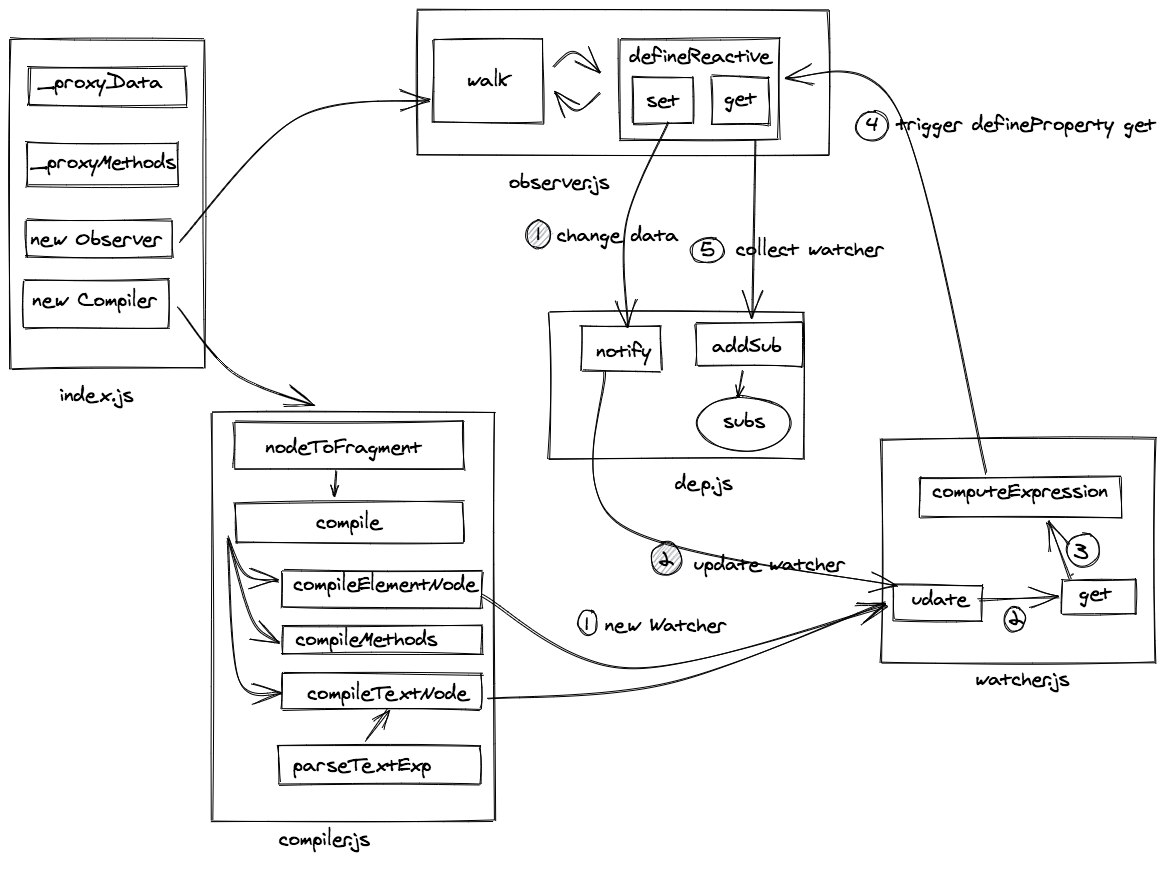 _proxyData
_proxyMethods
new Observer
new Compiler
index.js
walk
defineReactive
set
get
observer.js
4 trigger defineProperty get
1 change data
5 collect watcher
notify
addSub
subs
dep.js
nodeToFragment
compile
compileElementNode
compileMethods
compileTextNode
parseTextExp
compiler.js
2 update watcher
1 new Watcher
computeExpression
3
udate
2
get
watcher.js